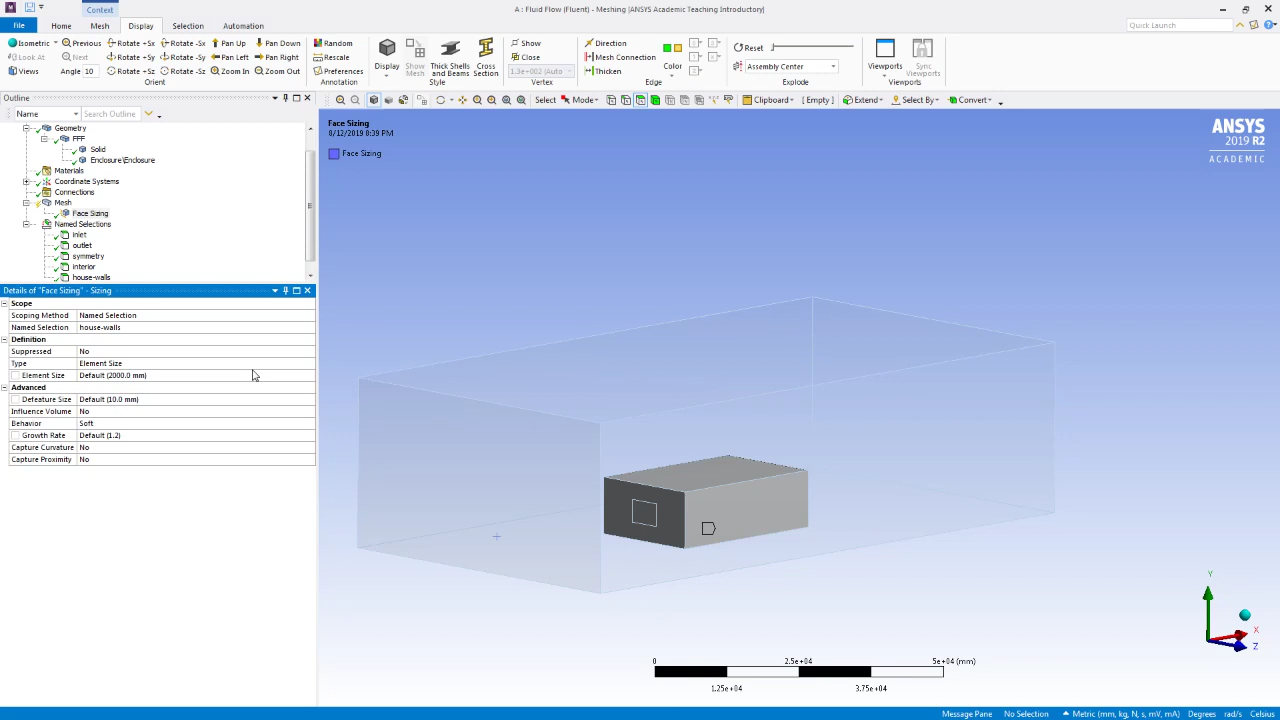 Context
A : Fluid Flow (Fluent) - Meshing (ANSYS Academic Teaching Introductory)
File Home Mesh Display Selection Automation
Quick Launch
Isometric Previous Rotate +Sx Rotate -Sx Pan Up Pan Down
Look At Next Rotate +Sy Rotate -Sy Pan Left Pan Right
Views Angle 10 Rotate +Sz Rotate -Sz Zoom In Zoom Out
Orient
Random
Rescale
Preferences
Annotation
Display
Show Mesh
Thick Shells and Beams
Cross Section
Style
Show
Close
1.3e+002 (Auto
Vertex
Direction
Mesh Connection
Thicken
Color
Edge
Reset
Assembly Center
Explode
Viewports
Sync Viewports
Viewports
Outline
Name Search Outline
Select Mode Clipboard [ Empty ] Extend Select By Convert
Geometry
FFF
Solid
Enclosure\Enclosure
Materials
Coordinate Systems
Connections
Mesh
Face Sizing
Named Selections
inlet
outlet
symmetry
interior
house-walls
Details of "Face Sizing" - Sizing
Scope
Scoping Method Named Selection
Named Selection house-walls
Definition
Suppressed No
Type Element Size
Element Size Default (2000.0 mm)
Advanced
Defeature Size Default (10.0 mm)
Influence Volume No
Behavior Soft
Growth Rate Default (1.2)
Capture Curvature No
Capture Proximity No
Face Sizing
8/12/2019 8:39 PM
Face Sizing
ANSYS
2019 R2
ACADEMIC
Y
X
Z
0 2.5e+04 5e+04 (mm)
1.25e+04 3.75e+04
Message Pane No Selection Metric (mm, kg, N, s, mV, mA) Degrees rad/s Celsius